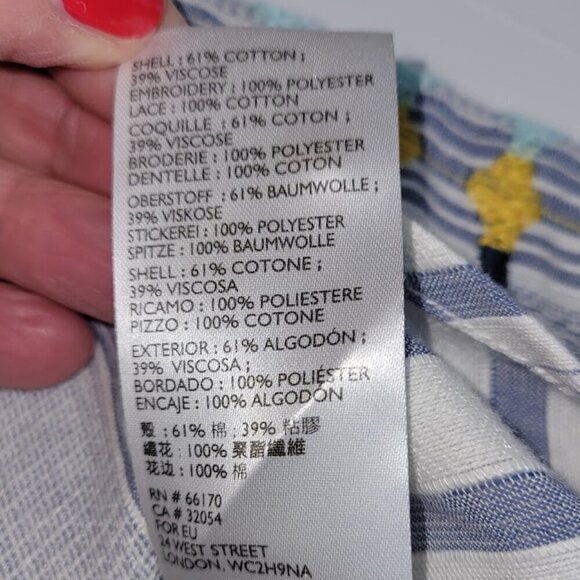 SHELL : 61% COTTON ;
39% VISCOSE
EMBROIDERY : 100% POLYESTER
LACE : 100% COTTON
COQUILLE : 61% COTON ;
39% VISCOSE
BRODERIE : 100% POLYESTER
DENTELLE : 100% COTON
OBERSTOFF : 61% BAUMWOLLE ;
39% VISKOSE
STICKEREI : 100% POLYESTER
SPITZE : 100% BAUMWOLLE
SHELL : 61% COTONE ;
39% VISCOSA
RICAMO : 100% POLIESTERE
PIZZO : 100% COTONE
EXTERIOR : 61% ALGODÓN ;
39% VISCOSA ;
BORDADO : 100% POLIÉSTER
ENCAJE : 100% ALGODÓN
殼 : 61% 棉 ; 39% 粘膠
繡花 : 100% 聚酯纖維
花边 : 100% 棉
RN # 66170
CA # 32054
FOR EU
24 WEST STREET
LONDON, WC2H9NA